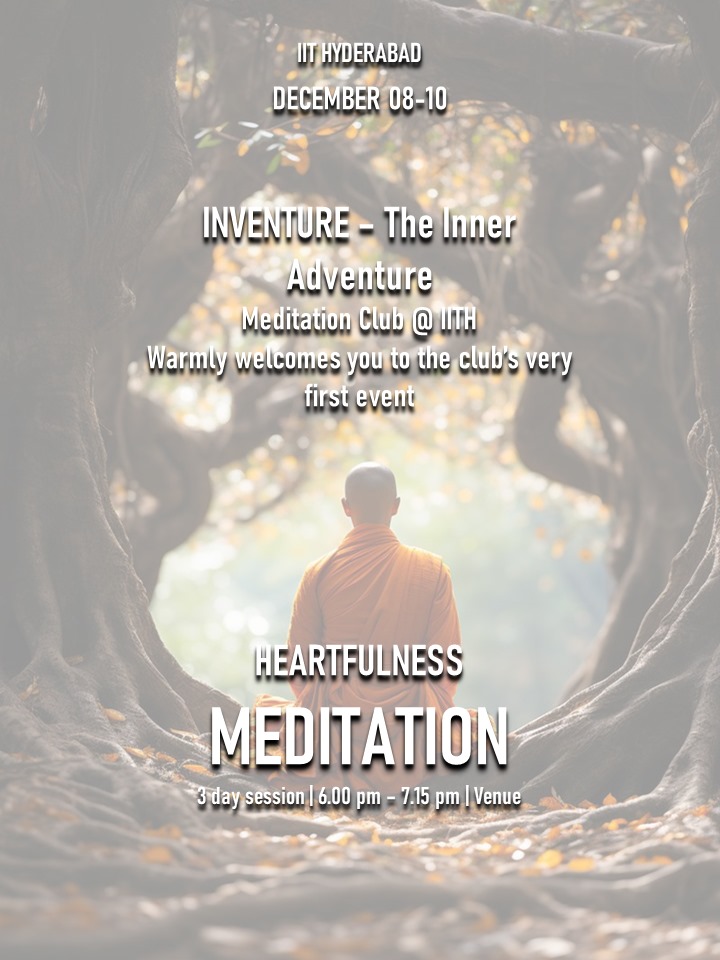 IIT HYDERABAD
DECEMBER 08-10
INVENTURE – The Inner
Adventure
Meditation Club @ IITH
Warmly welcomes you to the club's very
first event
HEARTFULNESS
MEDITATION
3 day session | 6.00 pm – 7.15 pm | Venue